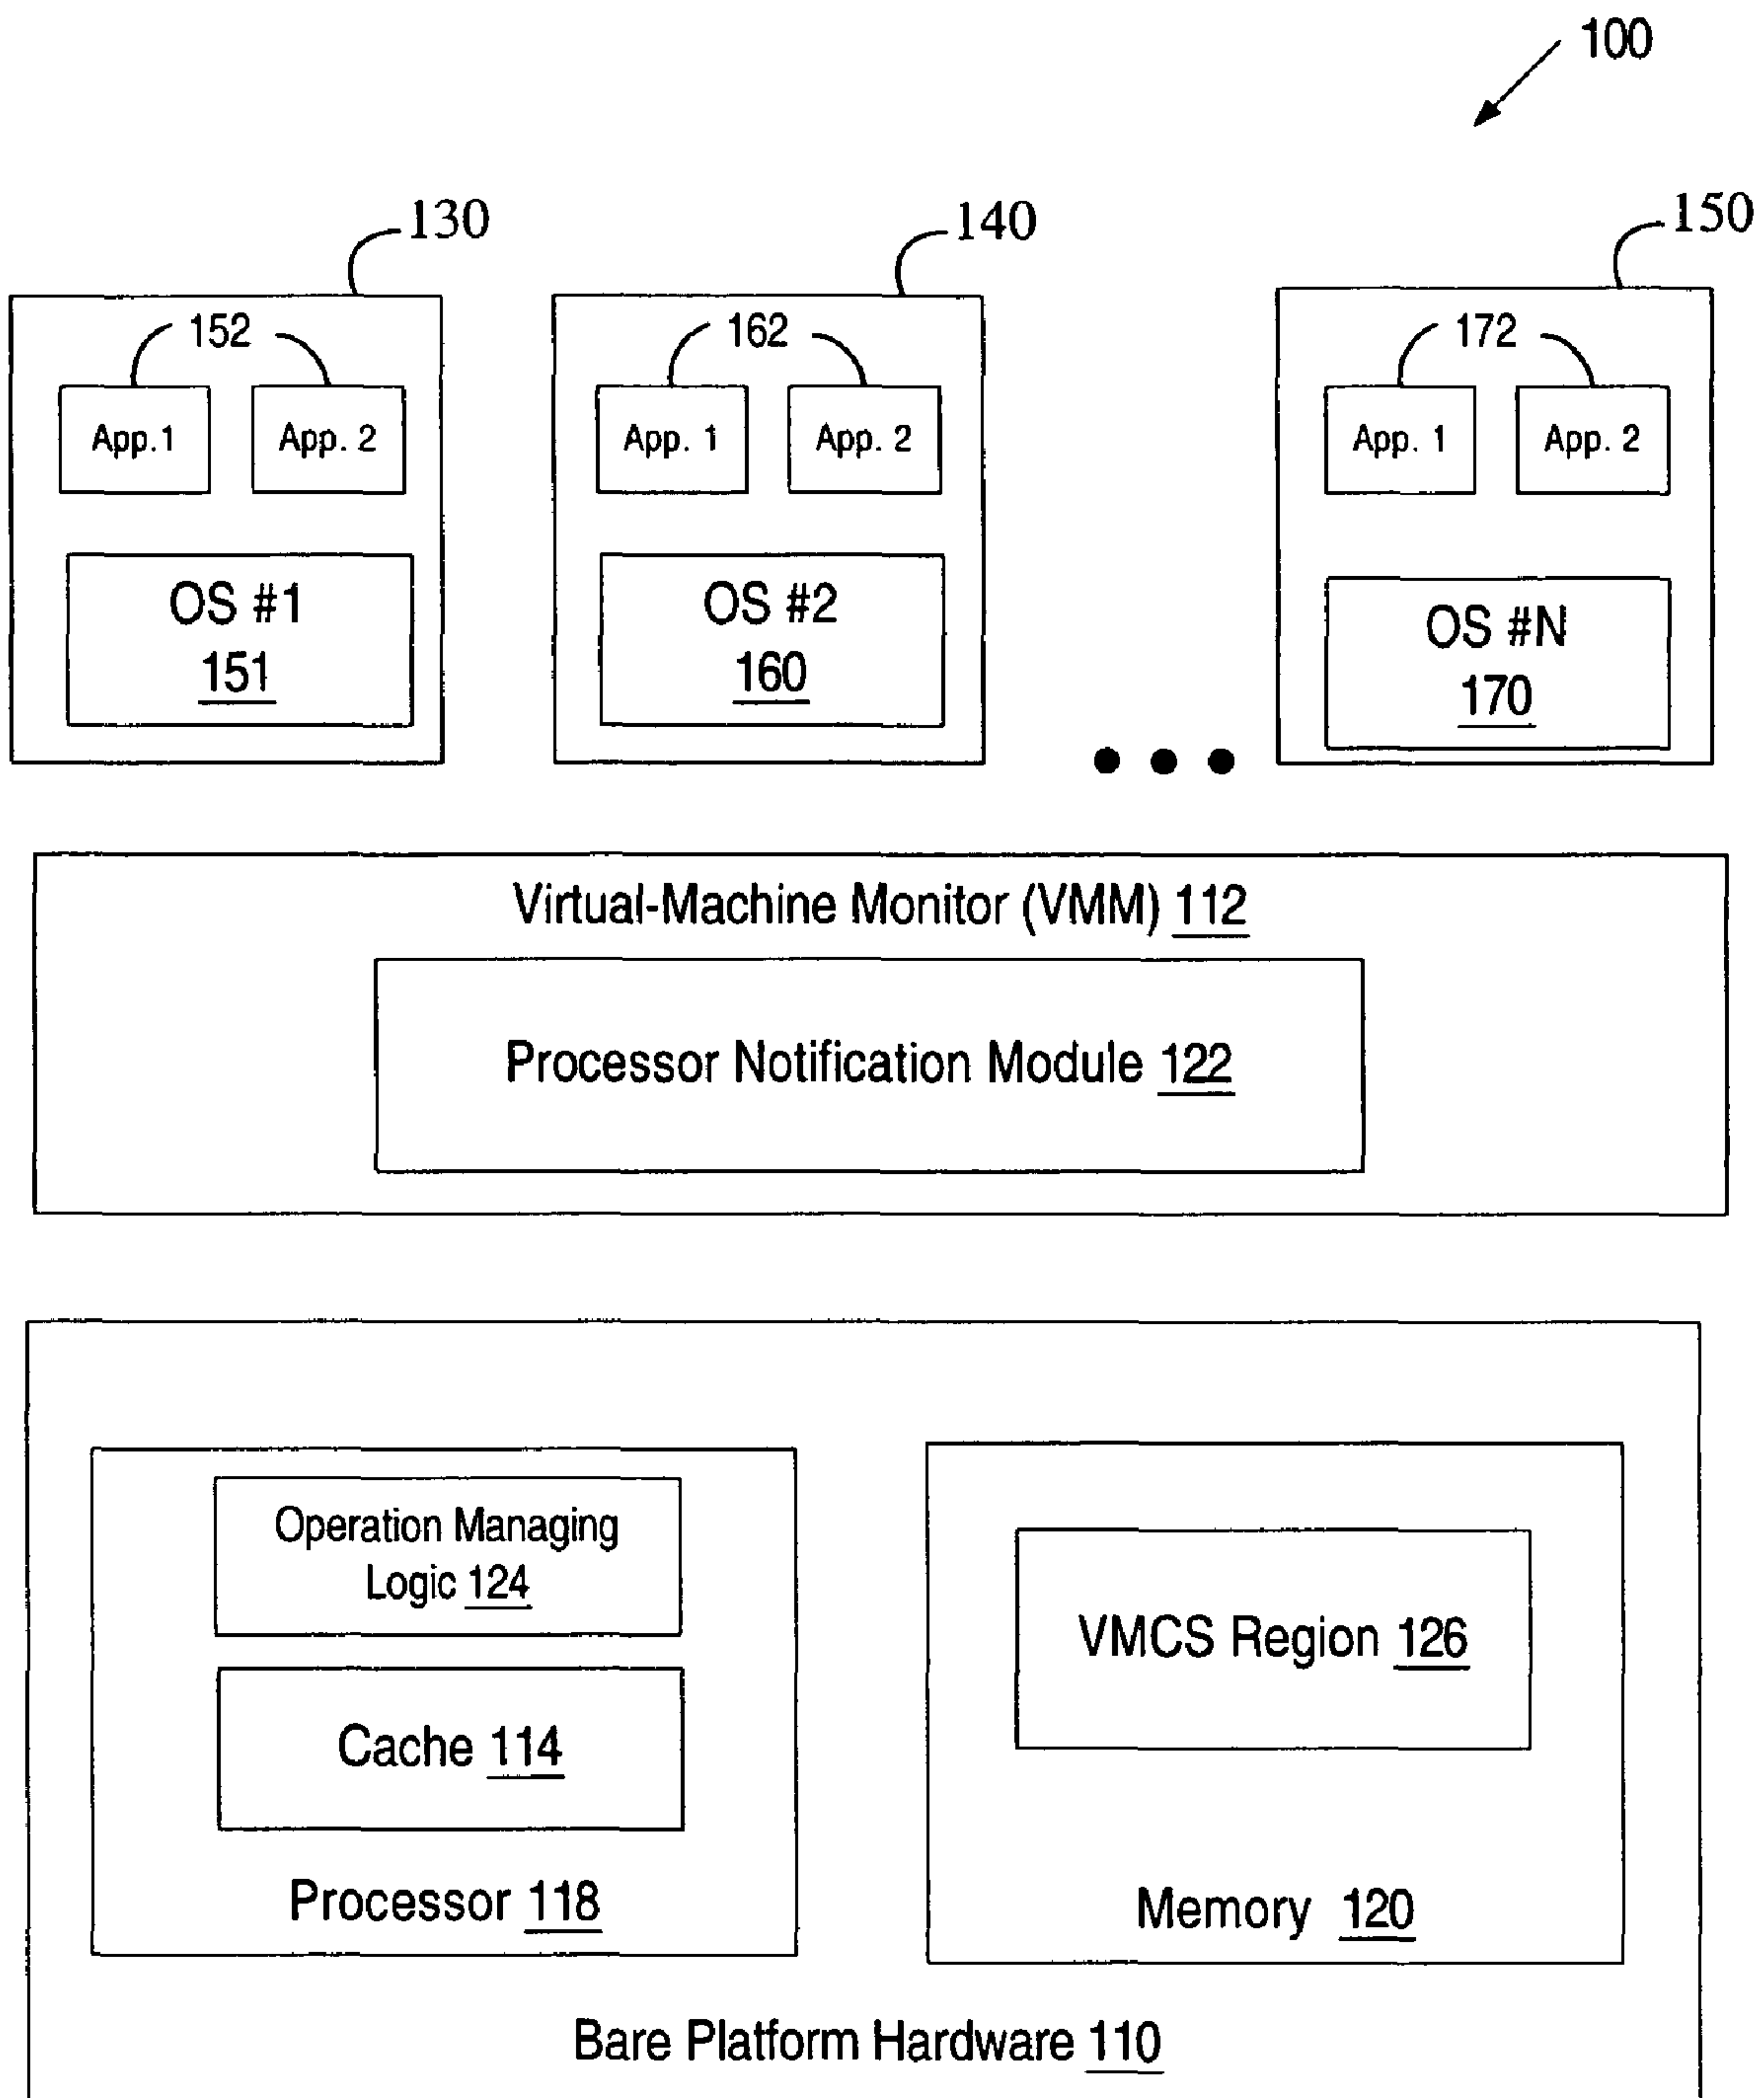 100
130
140
150
152
162
172
App.1
App. 2
App. 1
App. 2
App. 1
App. 2
OS #1
151
OS #2
160
OS #N
170
Virtual-Machine Monitor (VMM) 112
Processor Notification Module 122
Operation Managing
Logic 124
Cache 114
Processor 118
VMCS Region 126
Memory 120
Bare Platform Hardware 110